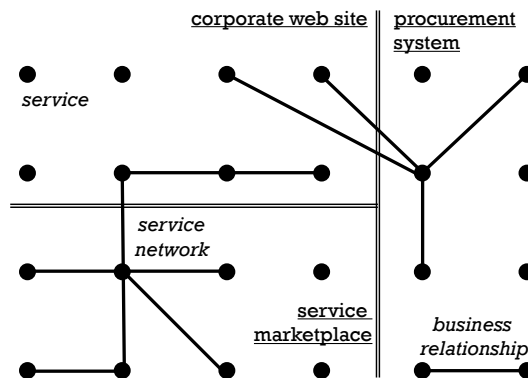 corporate web site
procurement
system
service
service
network
service
marketplace
business
relationship